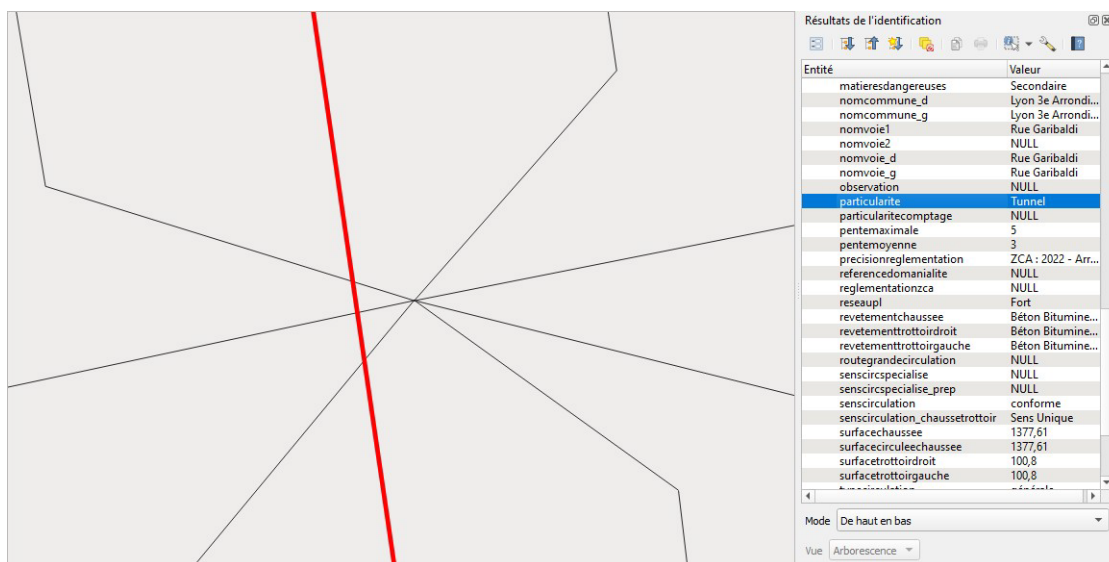 Résultats de l'identification
Entité Valeur
matieresdangereuses Secondaire
nomcommune_d Lyon 3e Arrondi...
nomcommune_g Lyon 3e Arrondi...
nomvoie1 Rue Garibaldi
nomvoie2 NULL
nomvoie_d Rue Garibaldi
nomvoie_g Rue Garibaldi
observation NULL
particularite Tunnel
particularitecomptage NULL
pentemaximale 5
pentemoyenne 3
precisionreglementation ZCA : 2022 - Arr...
referencedomanialite NULL
reglementationzca NULL
reseaupl Fort
revetementchaussee Béton Bitumine...
revetementtrottoirdroit Béton Bitumine...
revetementtrottoirgauche Béton Bitumine...
routegrandecirculation NULL
senscircspecialise NULL
senscircspecialise_prep NULL
senscirculation conforme
senscirculation_chaussetrottoir Sens Unique
surfacechaussee 1377,61
surfacecirculeechaussee 1377,61
surfacetrottoirdroit 100,8
surfacetrottoirgauche 100,8
Mode De haut en bas
Vue Arborescence